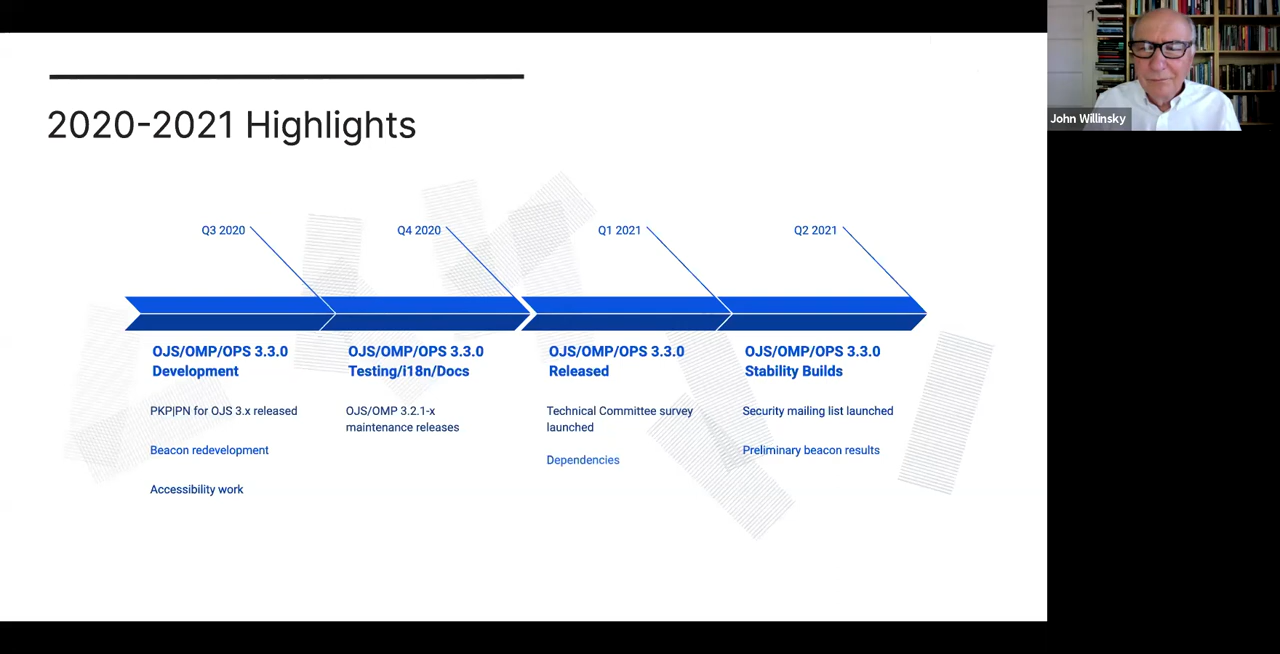 2020-2021 Highlights
Q3 2020
Q4 2020
Q1 2021
Q2 2021
OJS/OMP/OPS 3.3.0
Development
PKP|PN for OJS 3.x released
Beacon redevelopment
Accessibility work
OJS/OMP/OPS 3.3.0
Testing/i18n/Docs
OJS/OMP 3.2.1-x
maintenance releases
OJS/OMP/OPS 3.3.0
Released
Technical Committee survey
launched
Dependencies
OJS/OMP/OPS 3.3.0
Stability Builds
Security mailing list launched
Preliminary beacon results
John Willinsky